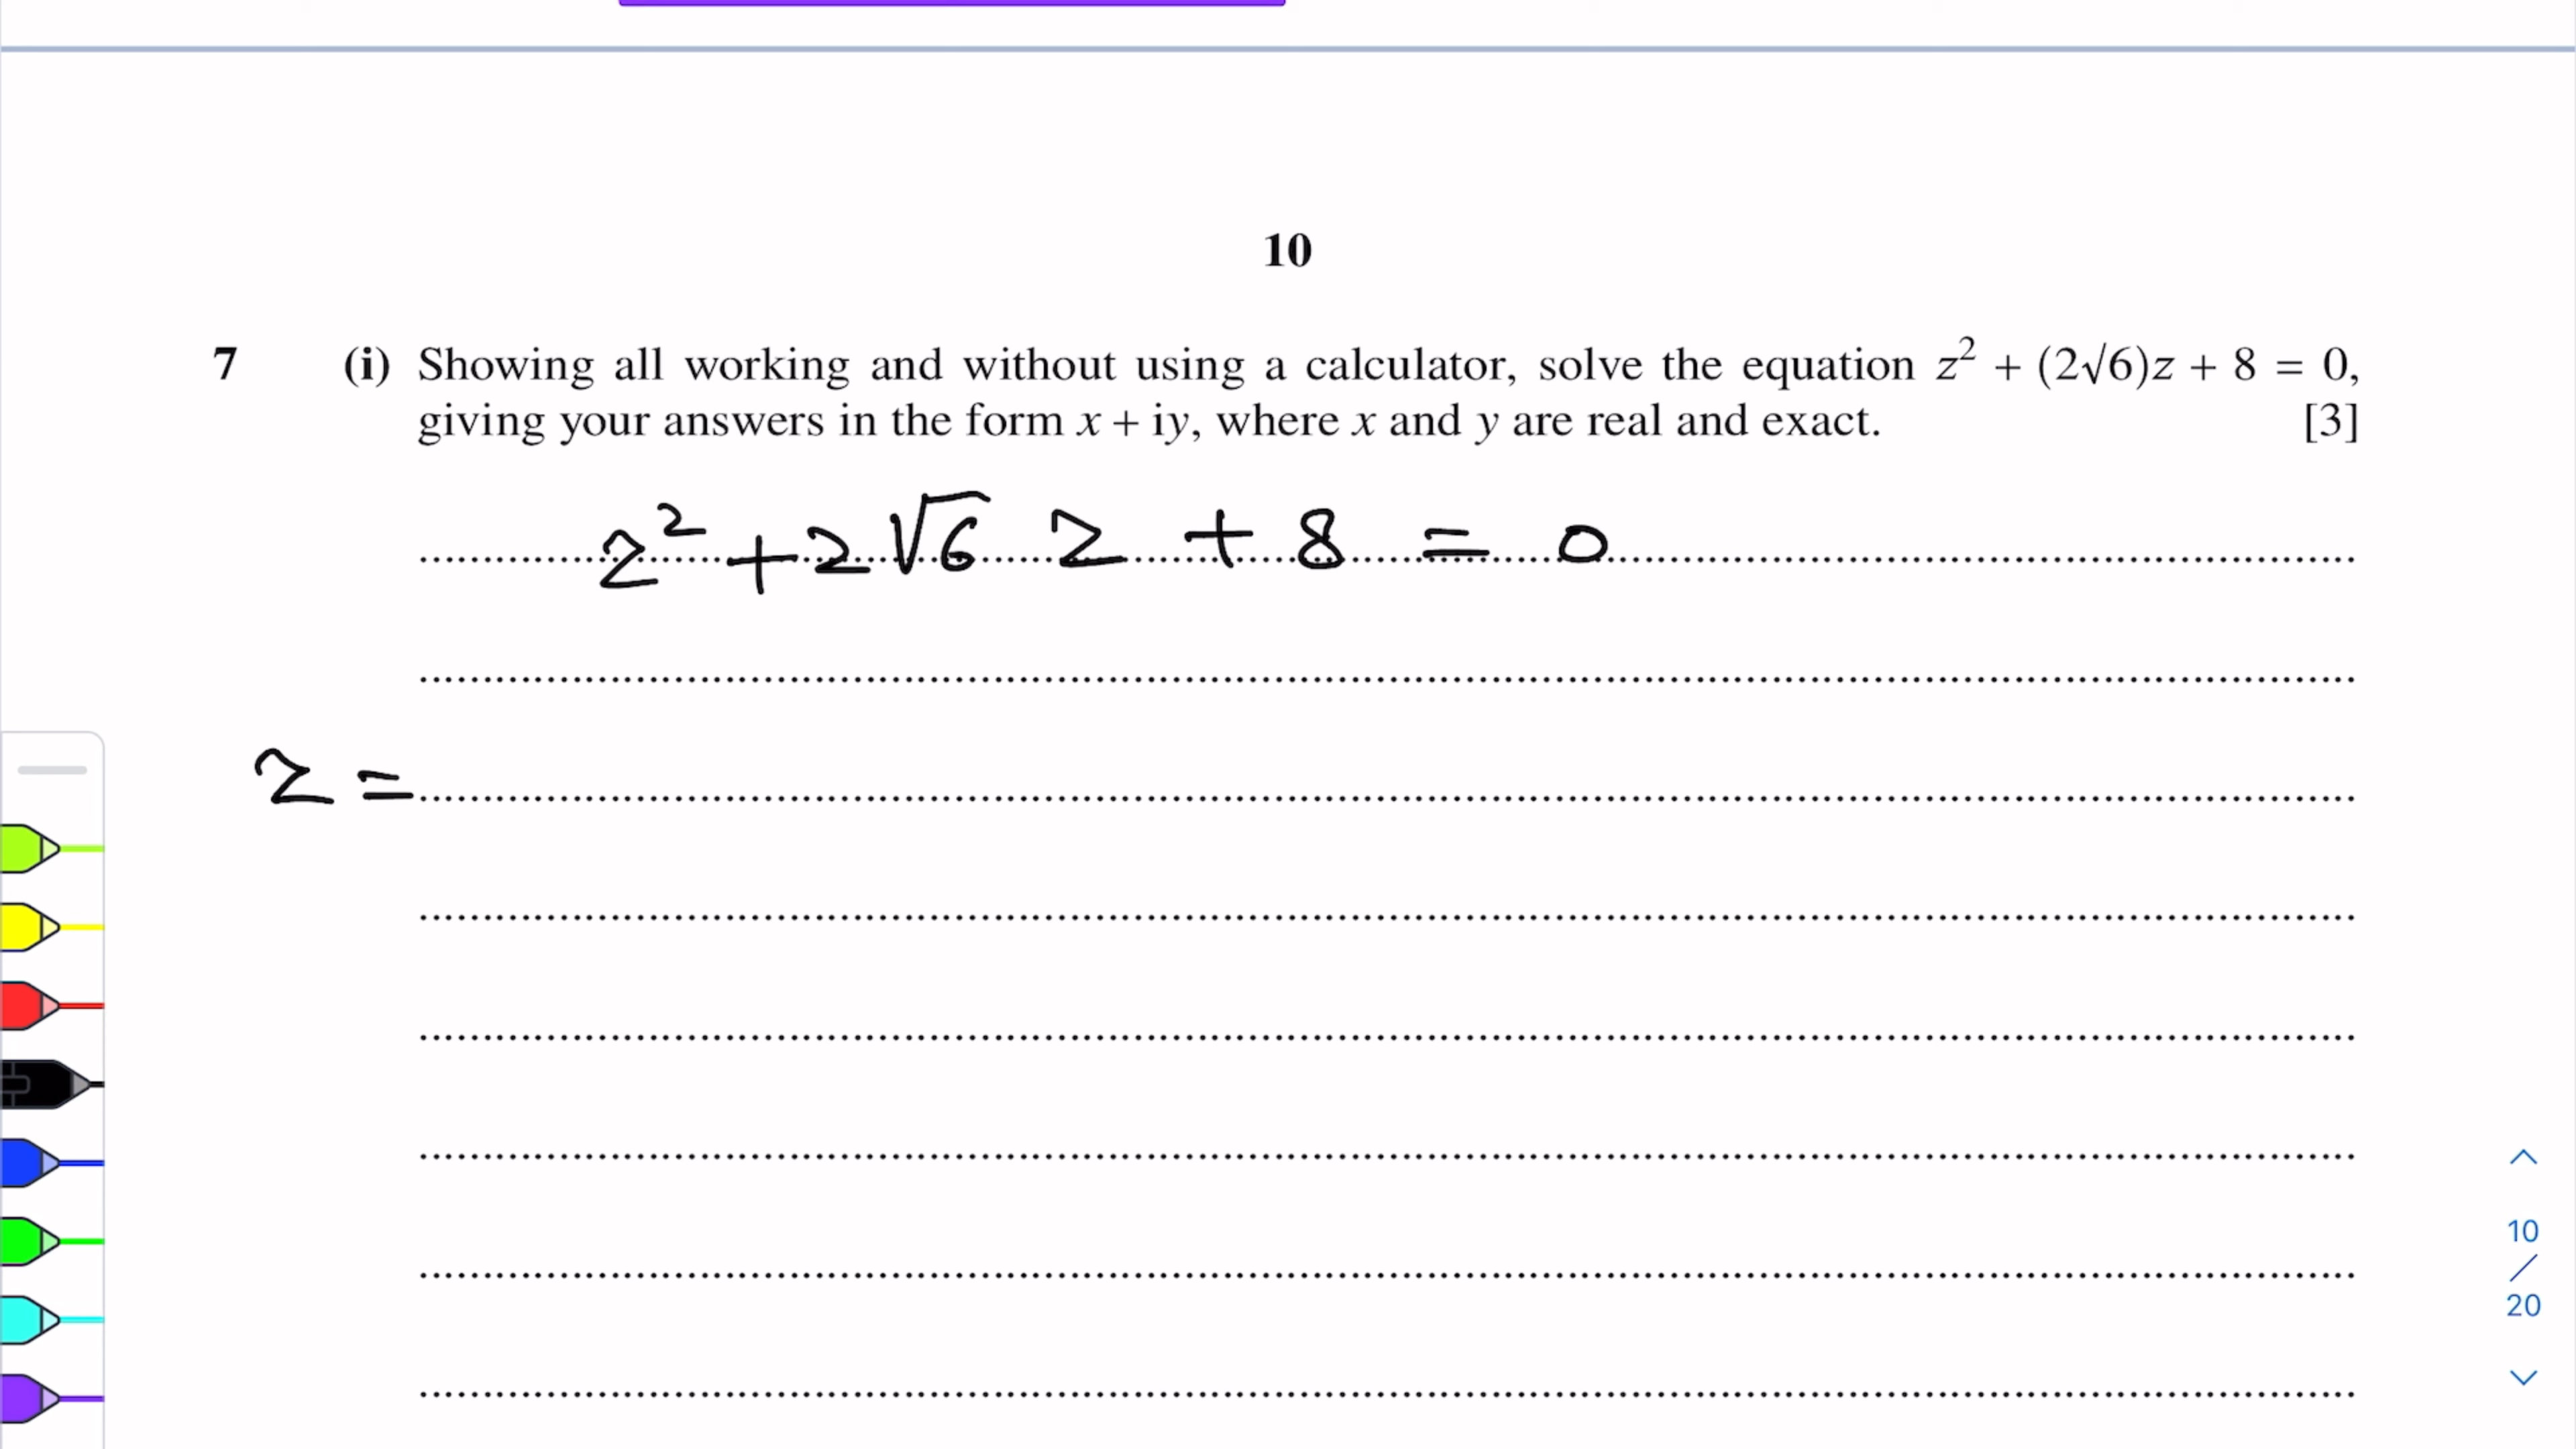 10
7 (i) Showing all working and without using a calculator, solve the equation z² + (2√6)z + 8 = 0,
giving your answers in the form x + iy, where x and y are real and exact. [3]
z² + 2√6 z + 8 = 0
z =
10
/
20